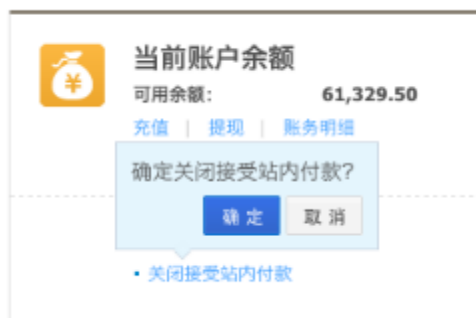 当前账户余额
可用余额: 61,329.50
充值 | 提现 | 账务明细
确定关闭接受站内付款?
确 定 取 消
• 关闭接受站内付款